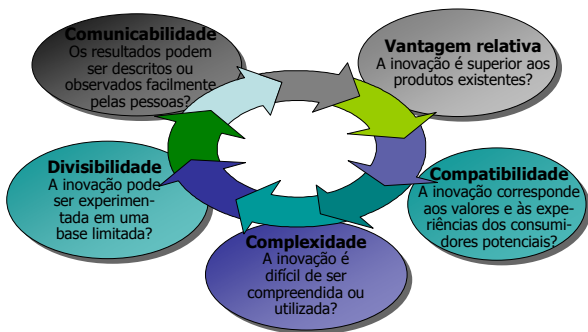 Comunicabilidade
Os resultados podem
ser descritos ou
observados facilmente
pelas pessoas?
Vantagem relativa
A inovação é superior aos
produtos existentes?
Divisibilidade
A inovação pode
ser experimen-
tada em uma
base limitada?
Compatibilidade
A inovação corresponde
aos valores e às expe-
riências dos consumi-
dores potenciais?
Complexidade
A inovação é
difícil de ser
compreendida ou
utilizada?